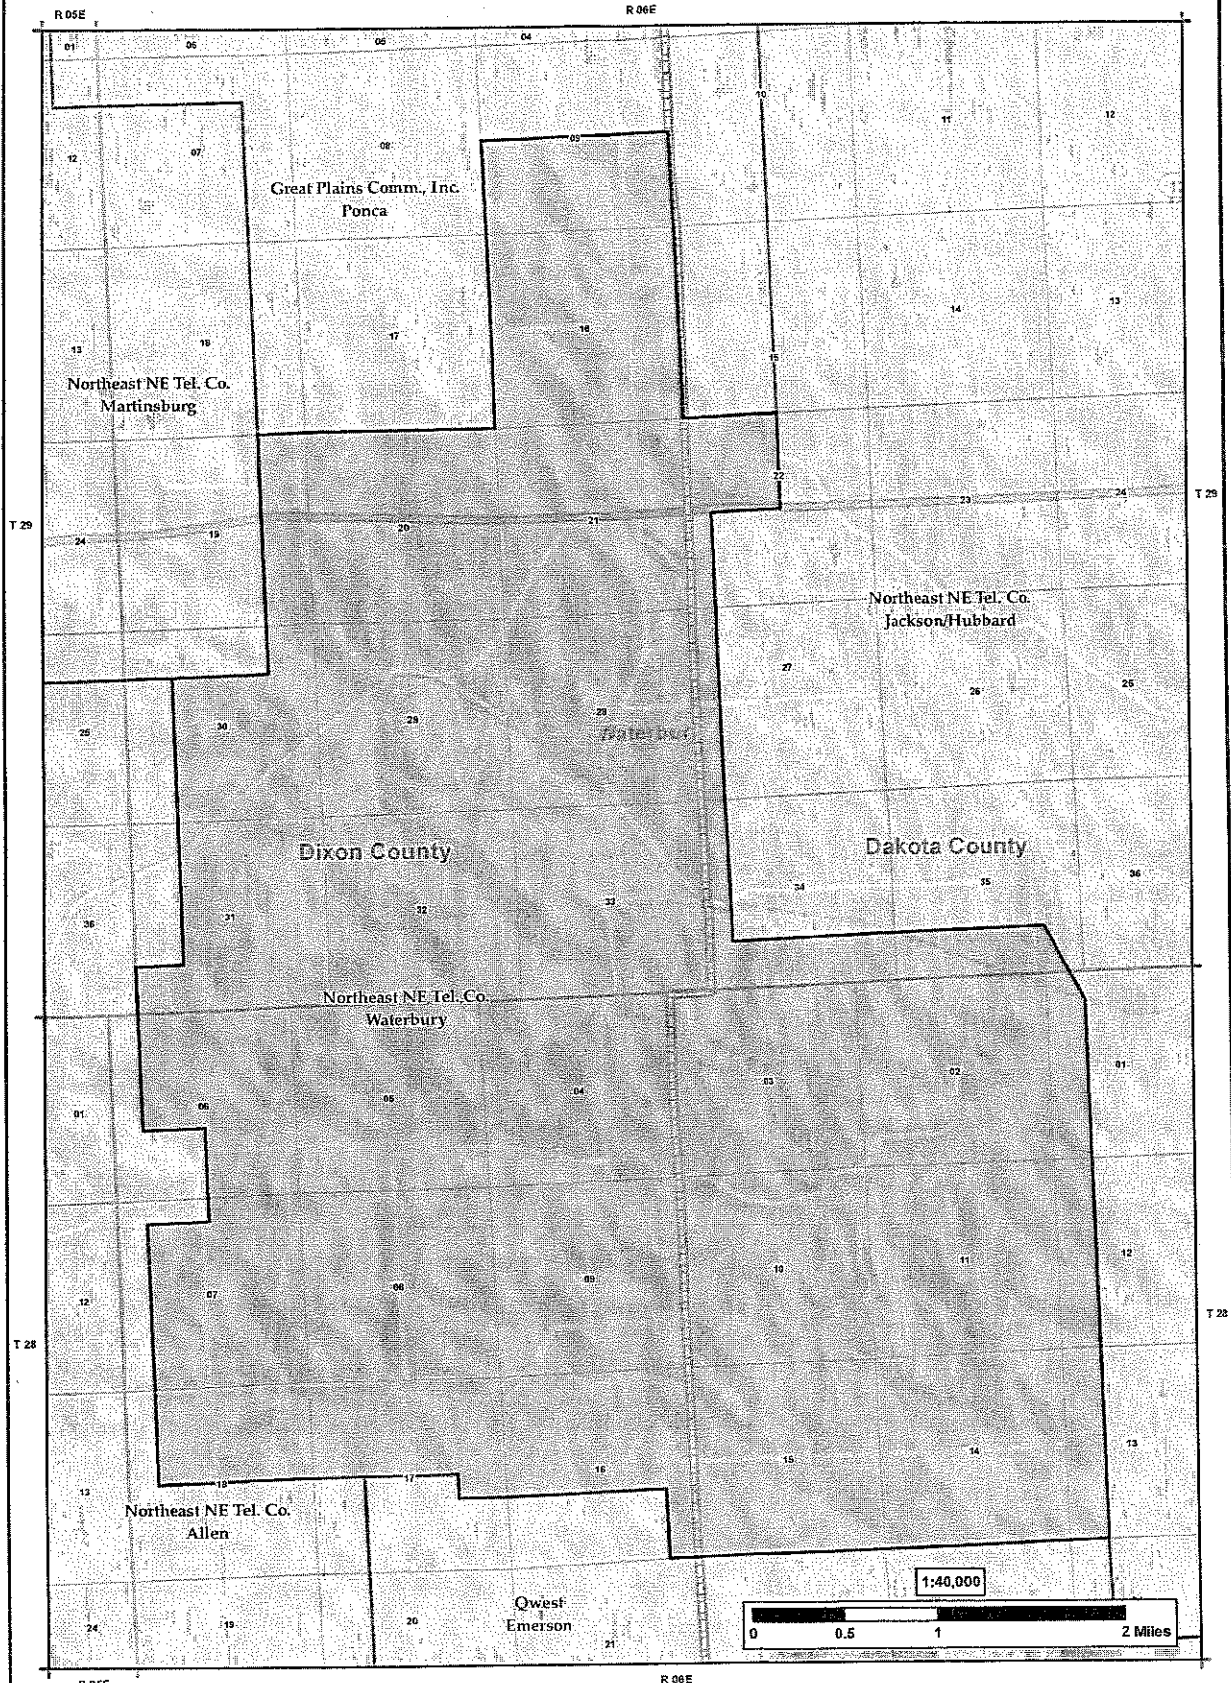 R 05E
R 06E
01 06 05 04
10 11 12
12 07 08 09
Great Plains Comm., Inc.
Ponca
13 18 17 16 15 14 13
Northeast NE Tel. Co.
Martinsburg
22 23 24
T 29 T 29
24 19 20 21
Northeast NE Tel. Co.
Jackson/Hubbard
27 26 25
25 30 29 28
Dixon County
Dakota County
34 35 36
36 31 32 33
Northeast NE Tel. Co.
Waterbury
01 06 05 04 03 02 01
12 07 08 09 10 11 12
T 28 T 28
13 18 17 16 15 14 13
Northeast NE Tel. Co.
Allen
1:40,000
Qwest
Emerson
24 19 20 21
0 0.5 1 2 Miles
R 06E